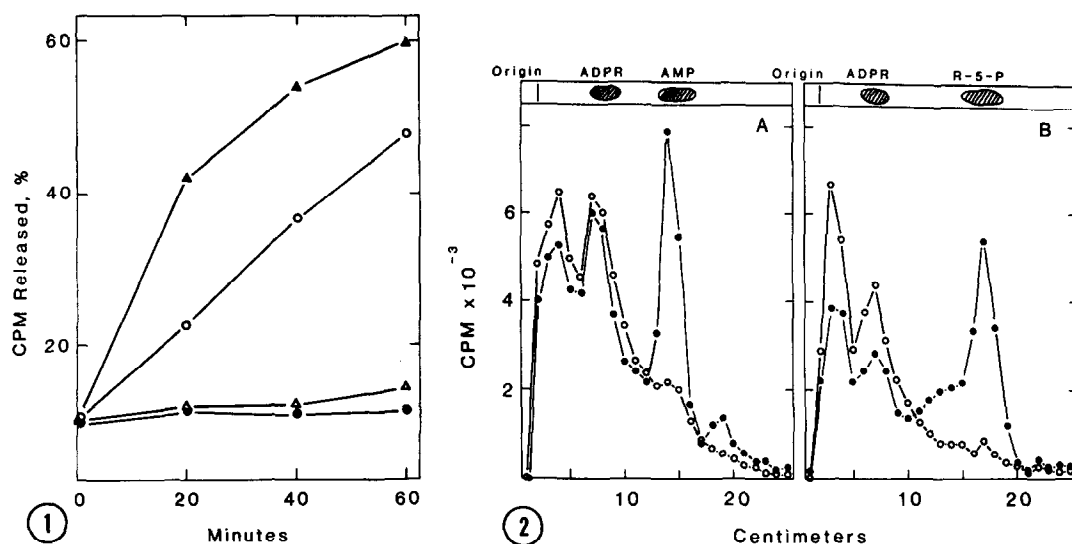 60
40
20
CPM Released, %
0 20 40 60
Minutes
1
Origin ADPR AMP
A
6
4
2
CPM x 10⁻³
10 20
Origin ADPR R-5-P
B
10 20
Centimeters
2